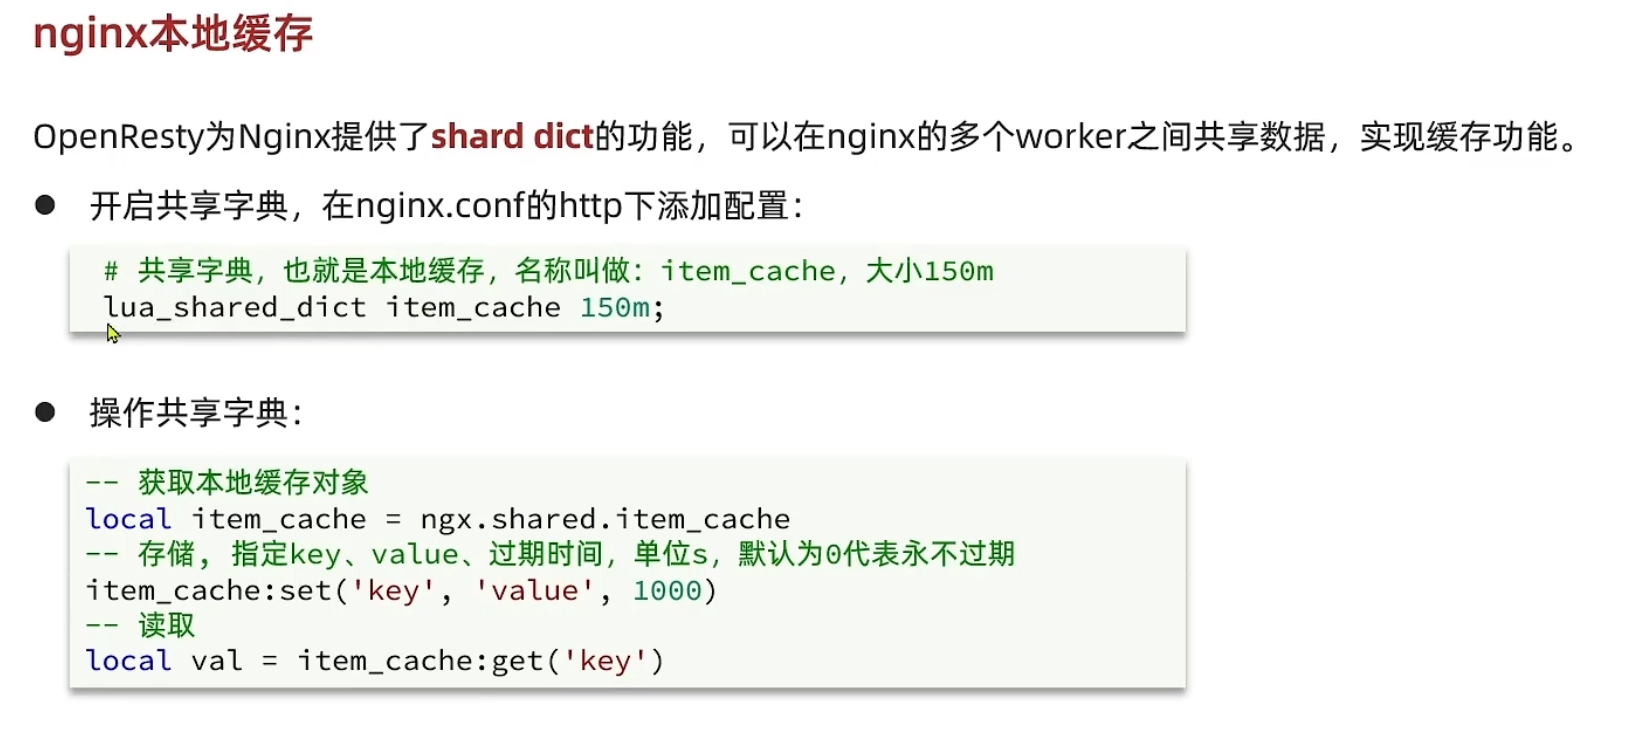 nginx本地缓存
OpenResty为Nginx提供了shard dict的功能，可以在nginx的多个worker之间共享数据，实现缓存功能。
● 开启共享字典，在nginx.conf的http下添加配置：
# 共享字典，也就是本地缓存，名称叫做：item_cache，大小150m
lua_shared_dict item_cache 150m;
● 操作共享字典：
-- 获取本地缓存对象
local item_cache = ngx.shared.item_cache
-- 存储, 指定key、value、过期时间，单位s，默认为0代表永不过期
item_cache:set('key', 'value', 1000)
-- 读取
local val = item_cache:get('key')